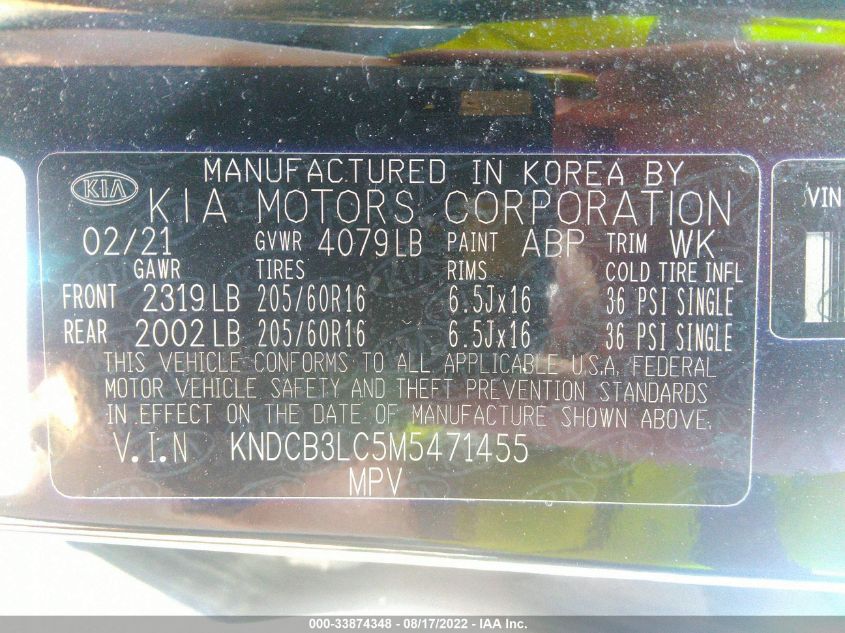 MANUFACTURED IN KOREA BY
KIA KIA MOTORS CORPORATION
02/21 GVWR 4079LB PAINT ABP TRIM WK
GAWR TIRES RIMS COLD TIRE INFL
FRONT 2319LB 205/60R16 6.5Jx16 36 PSI SINGLE
REAR 2002LB 205/60R16 6.5Jx16 36 PSI SINGLE
THIS VEHICLE CONFORMS TO ALL APPLICABLE U.S.A. FEDERAL
MOTOR VEHICLE SAFETY AND THEFT PREVENTION STANDARDS
IN EFFECT ON THE DATE OF MANUFACTURE SHOWN ABOVE.
V.I.N KNDCB3LC5M5471455
MPV
VIN
000-33874348 - 08/17/2022 - IAA Inc.